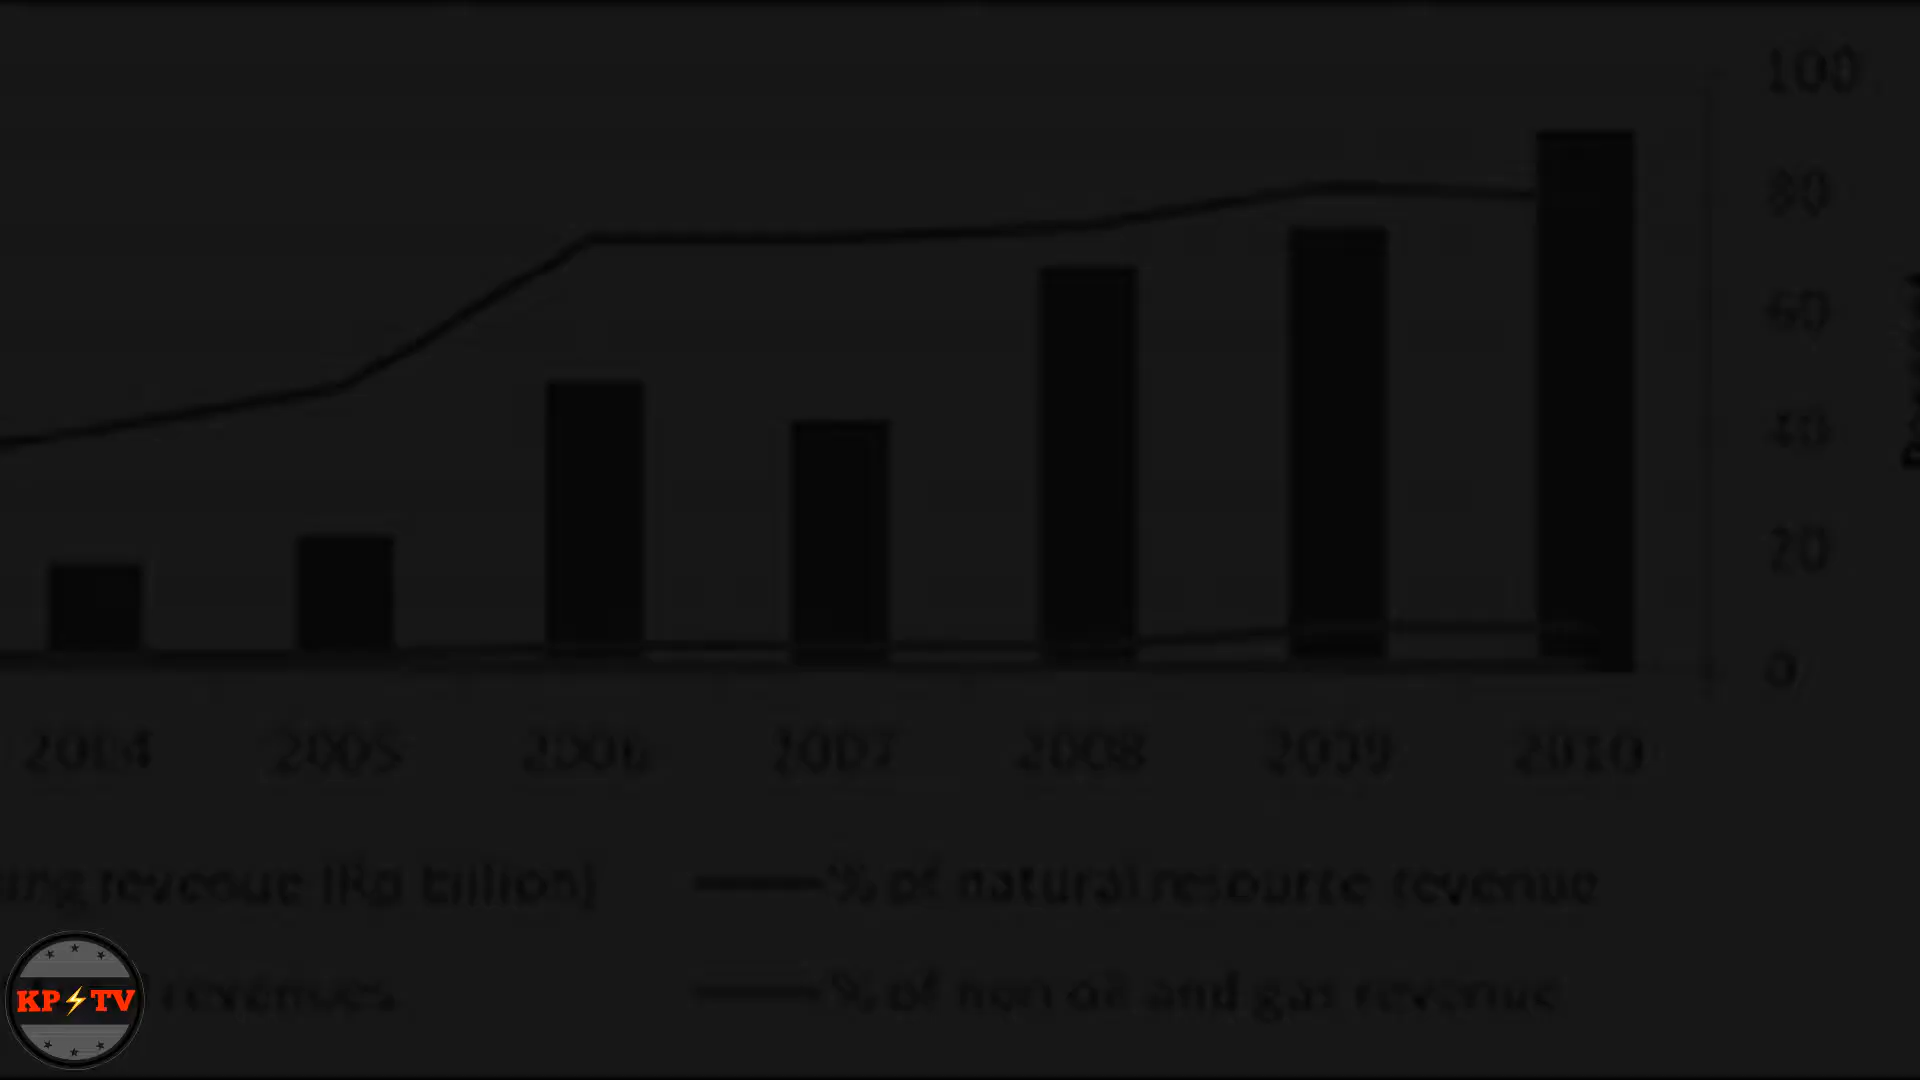 100
80
60
40
20
0
2004 2005 2006 2007 2008 2009 2010
revenue (Rp billion) % of natural resource revenue
revenues % of non oil and gas revenue
KP TV